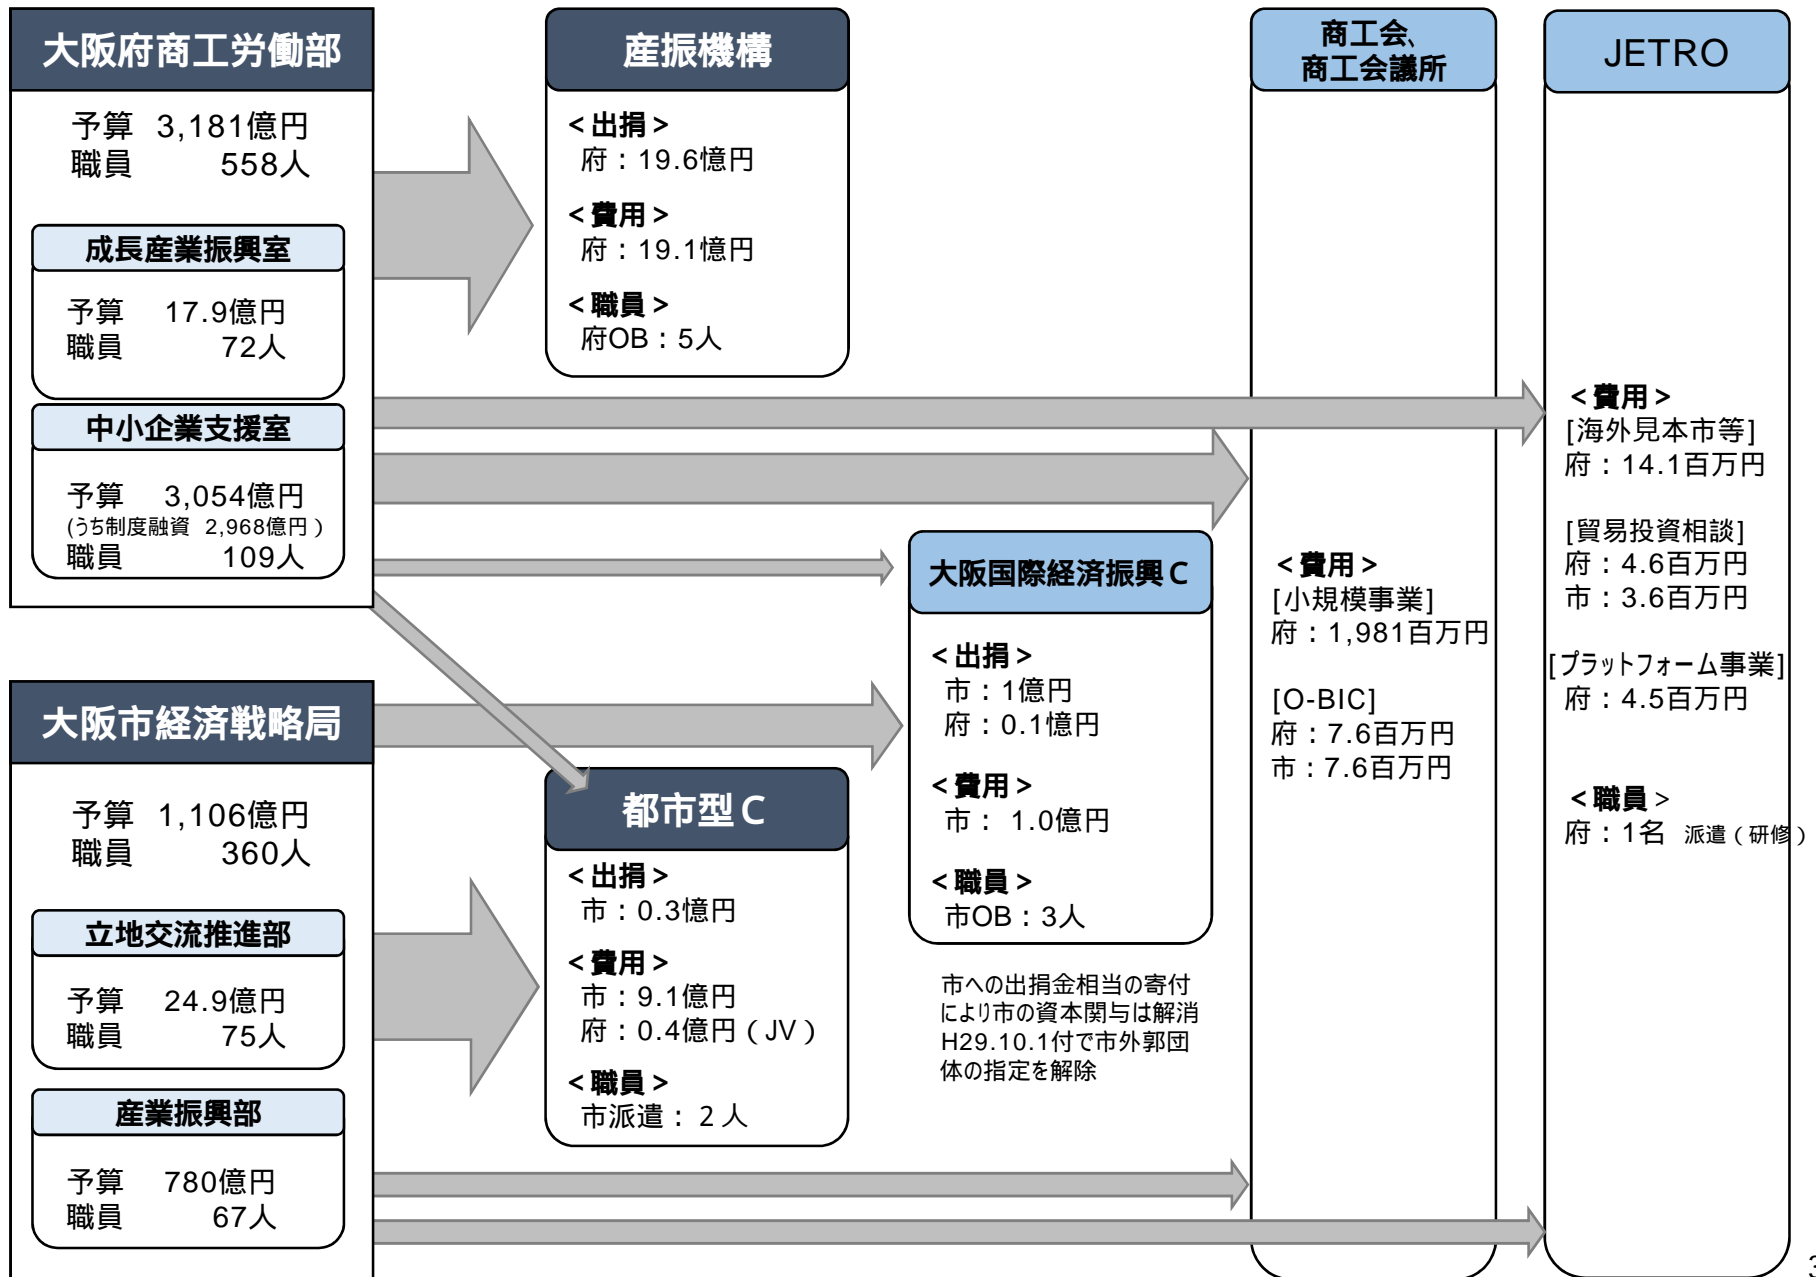 大阪府商工労働部
予算 3,181億円
職員 558人
成長産業振興室
予算 17.9億円
職員 72人
中小企業支援室
予算 3,054億円
(うち制度融資 2,968億円)
職員 109人
大阪市経済戦略局
予算 1,106億円
職員 360人
立地交流推進部
予算 24.9億円
職員 75人
産業振興部
予算 780億円
職員 67人
産振機構
<出捐>
府：19.6憶円
<費用>
府：19.1憶円
<職員>
府OB：5人
都市型C
<出捐>
市：0.3憶円
<費用>
市：9.1億円
府：0.4億円(JV)
<職員>
市派遣：2人
大阪国際経済振興C
<出捐>
市：1億円
府：0.1憶円
<費用>
市： 1.0億円
<職員>
市OB：3人
市への出捐金相当の寄付
により市の資本関与は解消
H29.10.1付で市外郭団
体の指定を解除
商工会、
商工会議所
<費用>
[小規模事業]
府：1,981百万円
[O-BIC]
府：7.6百万円
市：7.6百万円
JETRO
<費用>
[海外見本市等]
府：14.1百万円
[貿易投資相談]
府：4.6百万円
市：3.6百万円
[プラットフォーム事業]
府：4.5百万円
<職員>
府：1名 派遣(研修)